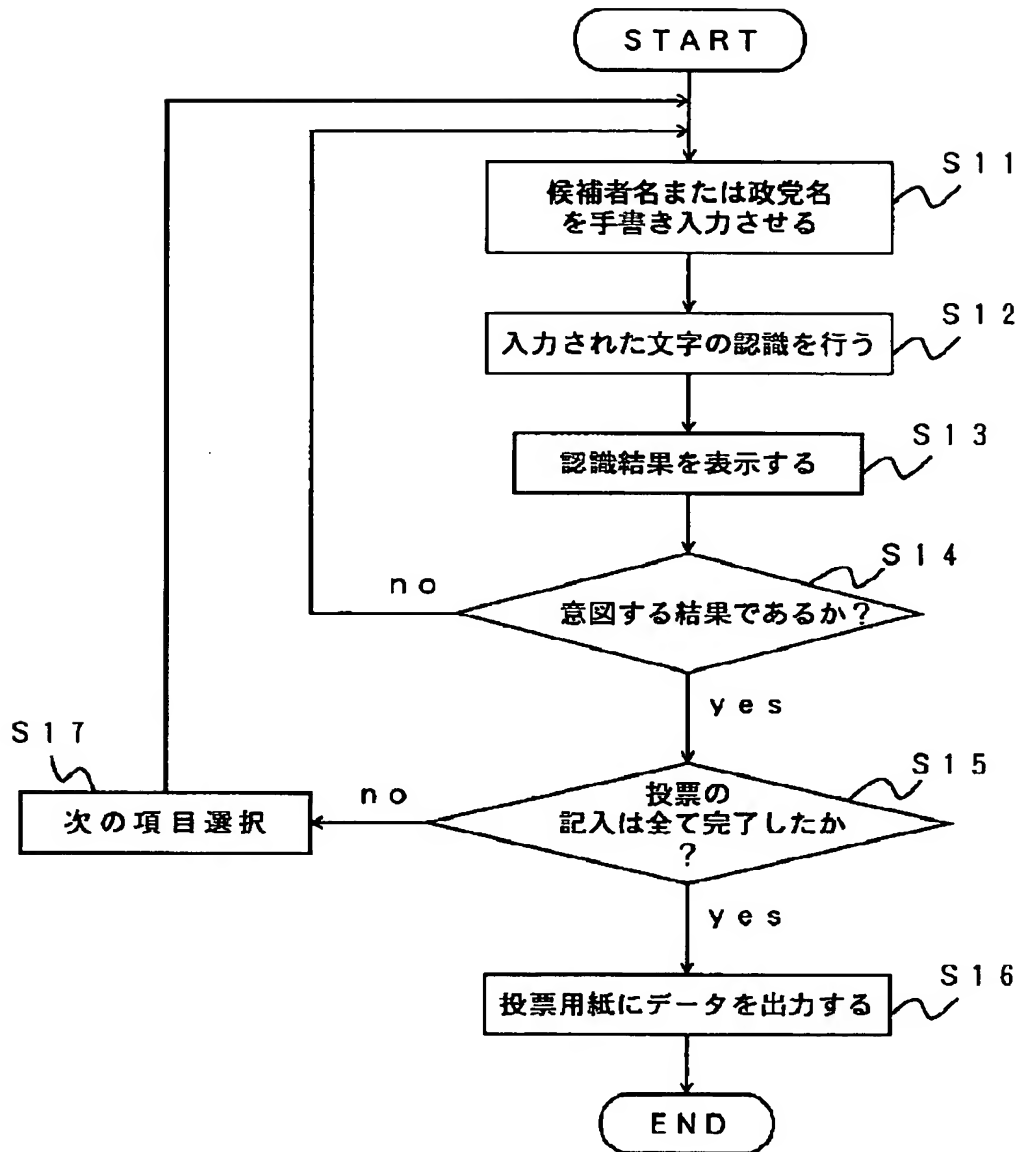 START
S11
候補者名または政党名
を手書き入力させる
S12
入力された文字の認識を行う
S13
認識結果を表示する
S14
no
意図する結果であるか?
yes
S17
S15
no
投票の
次の項目選択
記入は全て完了したか
?
yes
S16
投票用紙にデータを出力する
END